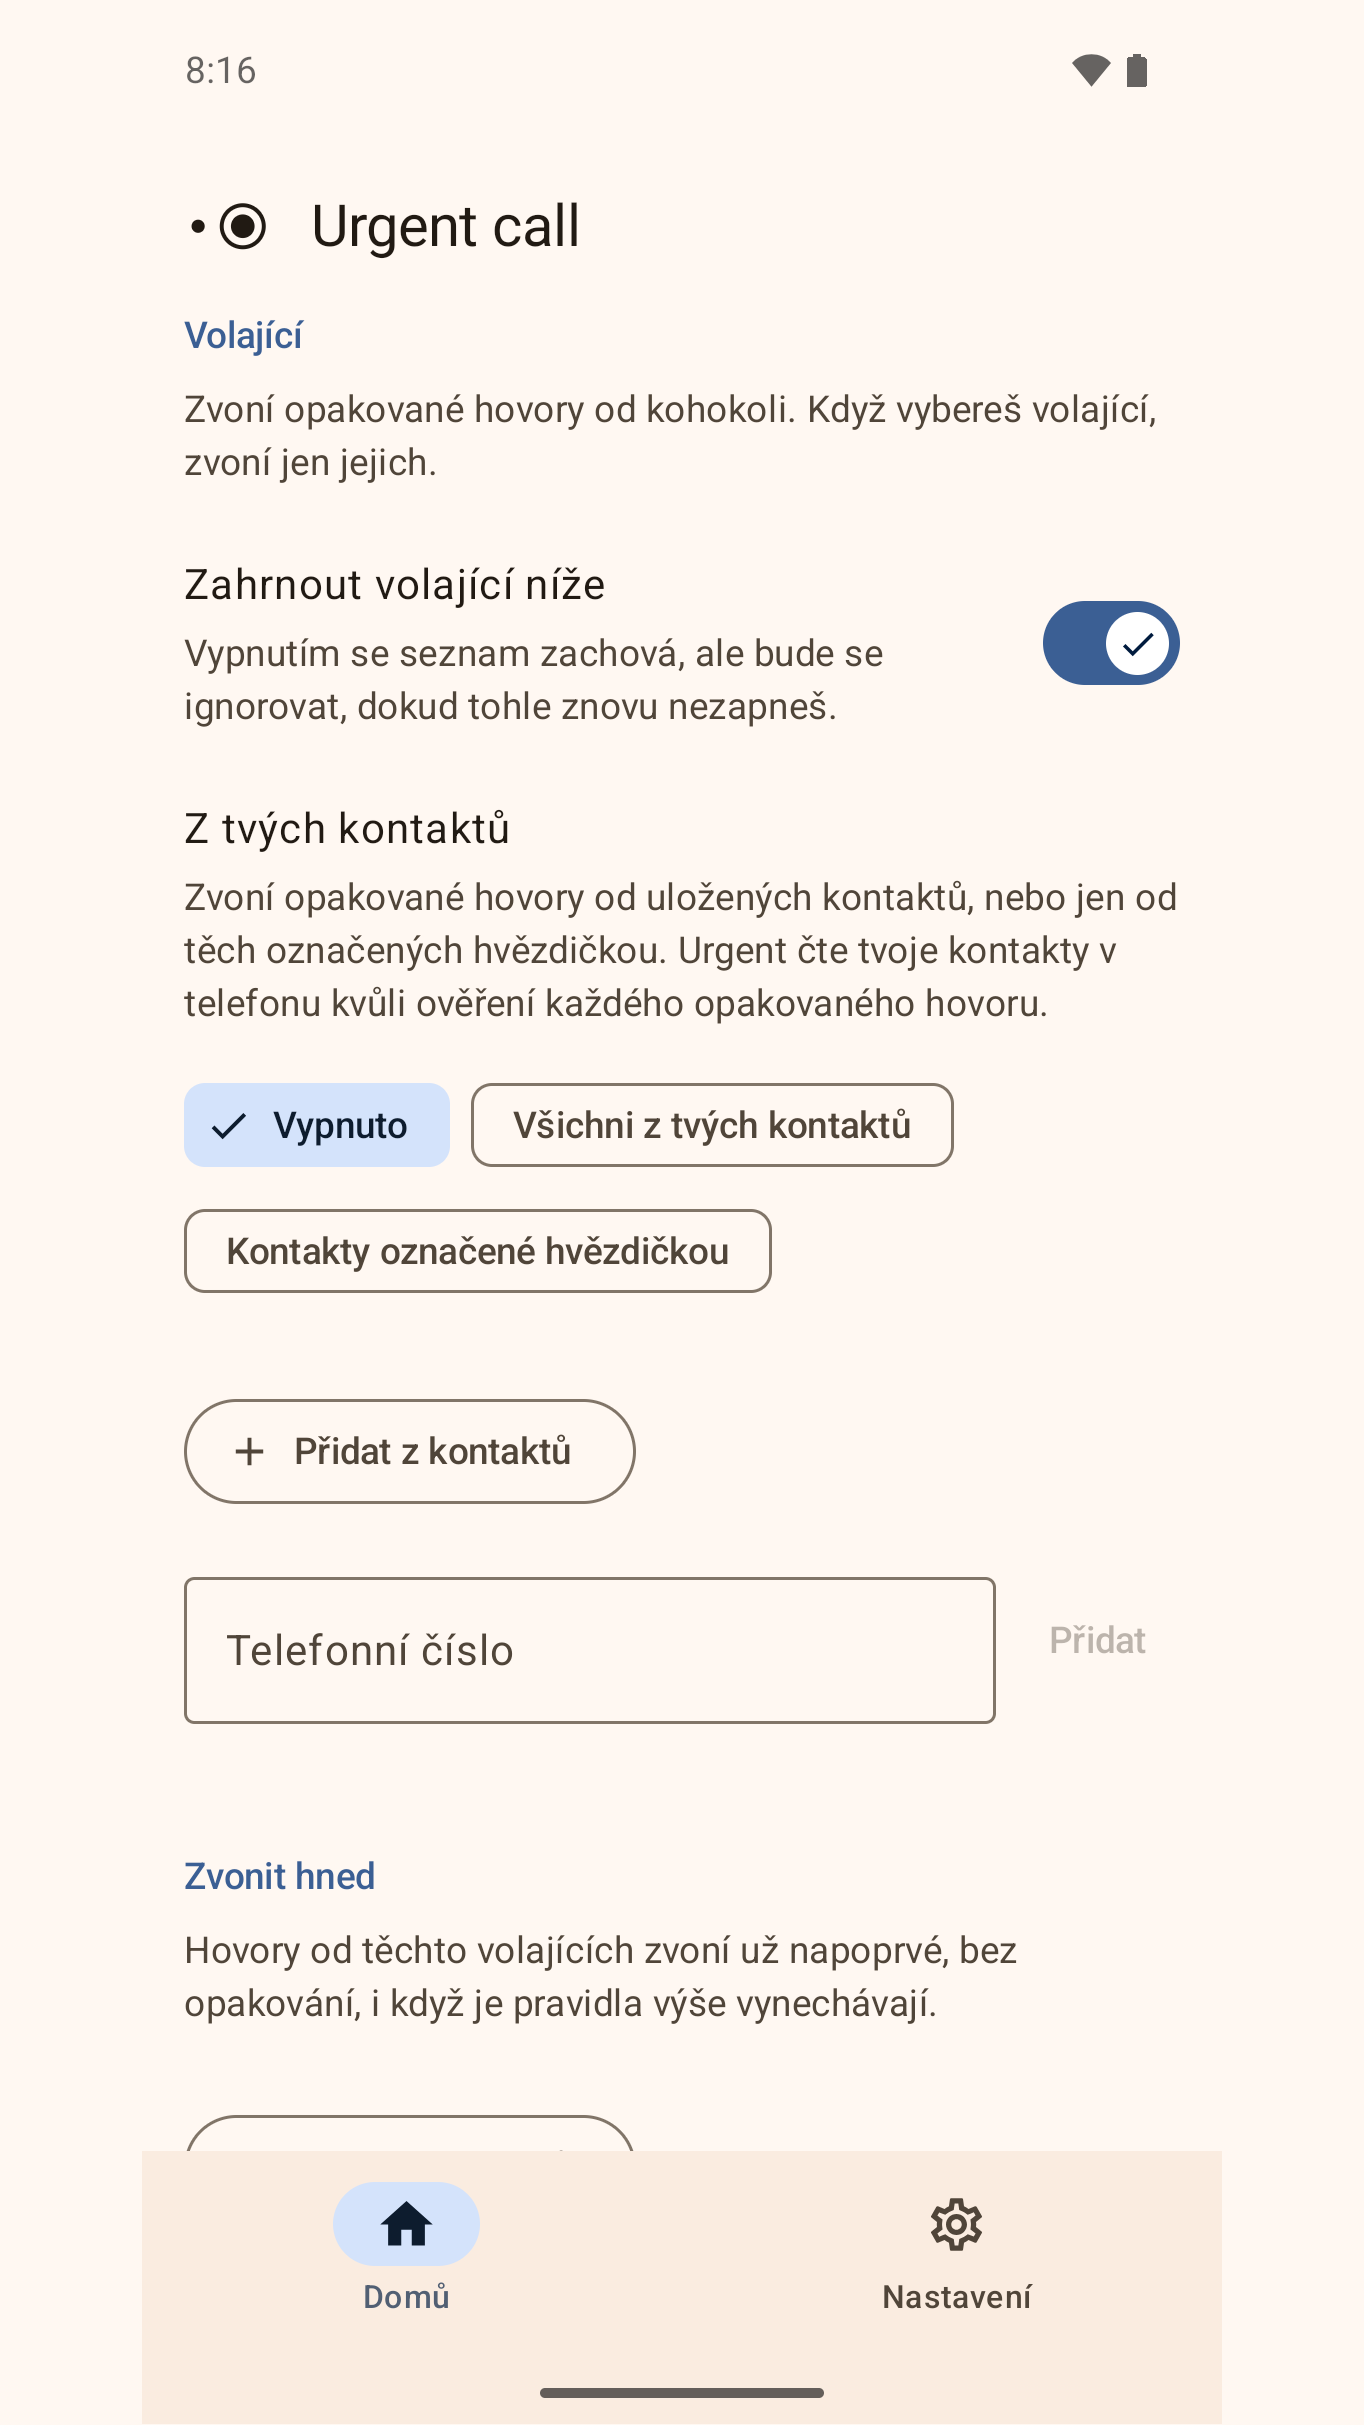 8:16
Urgent call
Volající
Zvoní opakované hovory od kohokoli. Když vybereš volající,
zvoní jen jejich.
Zahrnout volající níže
Vypnutím se seznam zachová, ale bude se
ignorovat, dokud tohle znovu nezapneš.
Z tvých kontaktů
Zvoní opakované hovory od uložených kontaktů, nebo jen od
těch označených hvězdičkou. Urgent čte tvoje kontakty v
telefonu kvůli ověření každého opakovaného hovoru.
Vypnuto
Všichni z tvých kontaktů
Kontakty označené hvězdičkou
Přidat z kontaktů
Telefonní číslo
Přidat
Zvonit hned
Hovory od těchto volajících zvoní už napoprvé, bez
opakování, i když je pravidla výše vynechávají.
Domů
Nastavení